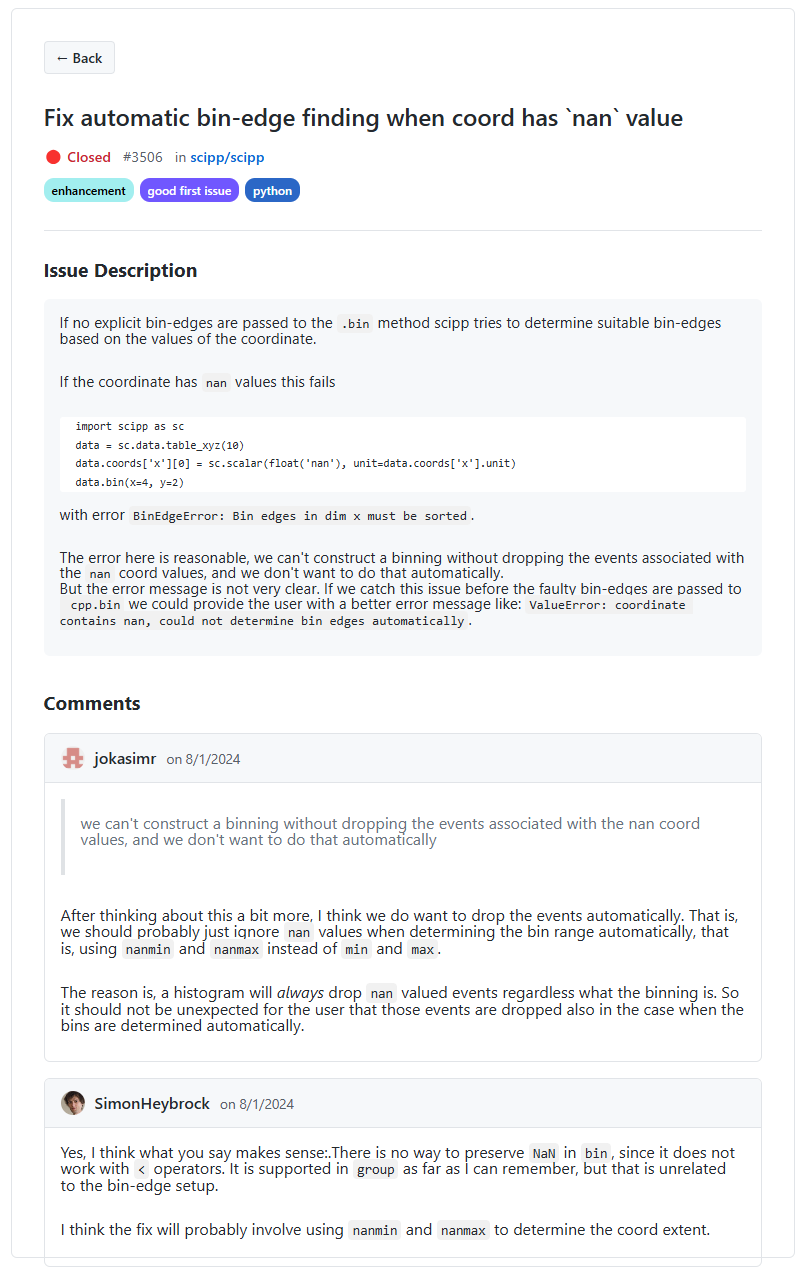 ← Back
Fix automatic bin-edge finding when coord has `nan` value
Closed #3506 in scipp/scipp
enhancement good first issue python
Issue Description
If no explicit bin-edges are passed to the .bin method scipp tries to determine suitable bin-edges
based on the values of the coordinate.
If the coordinate has nan values this fails
import scipp as sc
data = sc.data.table_xyz(10)
data.coords['x'][0] = sc.scalar(float('nan'), unit=data.coords['x'].unit)
data.bin(x=4, y=2)
with error BinEdgeError: Bin edges in dim x must be sorted.
The error here is reasonable, we can't construct a binning without dropping the events associated with
the nan coord values, and we don't want to do that automatically.
But the error message is not very clear. If we catch this issue before the faulty bin-edges are passed to
cpp.bin we could provide the user with a better error message like: ValueError: coordinate
contains nan, could not determine bin edges automatically.
Comments
jokasimr on 8/1/2024
we can't construct a binning without dropping the events associated with the nan coord
values, and we don't want to do that automatically
After thinking about this a bit more, I think we do want to drop the events automatically. That is,
we should probably just ignore nan values when determining the bin range automatically, that
is, using nanmin and nanmax instead of min and max.
The reason is, a histogram will always drop nan valued events regardless what the binning is. So
it should not be unexpected for the user that those events are dropped also in the case when the
bins are determined automatically.
SimonHeybrock on 8/1/2024
Yes, I think what you say makes sense:.There is no way to preserve NaN in bin, since it does not
work with < operators. It is supported in group as far as I can remember, but that is unrelated
to the bin-edge setup.
I think the fix will probably involve using nanmin and nanmax to determine the coord extent.